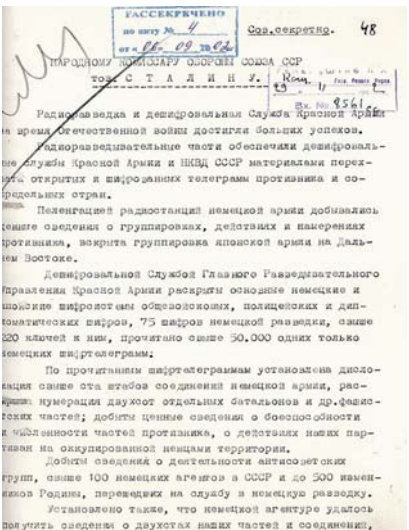 РАССЕКРЕЧЕНО
по акту № 4
от « 06 » 09 2002
Сов.секретно. 48
НАРОДНОМУ КОМИССАРУ ОБОРОНЫ СОЮЗА ССР
тов. С Т А Л И Н У.
Вх. № 8561
Радиоразведка и дешифровальная Служба Красной Армии
за время Отечественной войны достигли больших успехов.
Радиоразведывательные части обеспечили дешифроваль-
ные службы Красной Армии и НКВД СССР материалами перех-
вата открытых и шифрованных телеграмм противника и со-
предельных стран.
Пеленгацией радиостанций немецкой армии добывались
ценные сведения о группировках, действиях и намерениях
противника, вскрыта группировка японской армии на Даль-
нем Востоке.
Дешифровальной Службой Главного Разведывательного
Управления Красной Армии раскрыты основные немецкие и
японские шифрсистемы общевойсковых, полицейских и дип-
ломатических шифров, 75 шифров немецкой разведки, свыше
220 ключей к ним, прочитано свыше 50.000 одних только
немецких шифртелеграмм;
По прочитанным шифртелеграммам установлена дисло-
кация свыше ста штабов соединений немецкой армии, рас-
нумерация двухсот отдельных батальонов и др.фашис-
тских частей; добыты ценные сведения о боеспособности
и численности частей противника, о действиях наших пар-
тизан на оккупированной немцами территории.
Добыты сведения о деятельности антисоветских
групп, свыше 100 немецких агентов в СССР и до 500 измен-
ников Родины, перешедших на службу в немецкую разведку.
Установлено также, что немецкой агентуре удалось
получить сведения о двухстах наших частей и соединения,